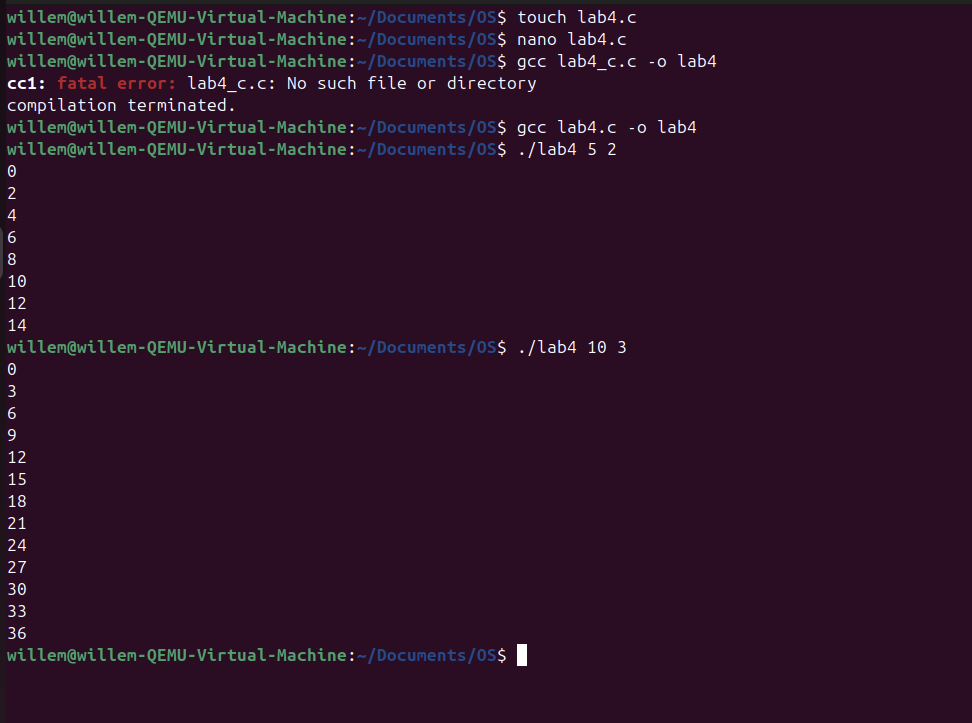 willem@willem-QEMU-Virtual-Machine:~/Documents/OS$ touch lab4.c
willem@willem-QEMU-Virtual-Machine:~/Documents/OS$ nano lab4.c
willem@willem-QEMU-Virtual-Machine:~/Documents/OS$ gcc lab4_c.c -o lab4
cc1: fatal error: lab4_c.c: No such file or directory
compilation terminated.
willem@willem-QEMU-Virtual-Machine:~/Documents/OS$ gcc lab4.c -o lab4
willem@willem-QEMU-Virtual-Machine:~/Documents/OS$ ./lab4 5 2
0
2
4
6
8
10
12
14
willem@willem-QEMU-Virtual-Machine:~/Documents/OS$ ./lab4 10 3
0
3
6
9
12
15
18
21
24
27
30
33
36
willem@willem-QEMU-Virtual-Machine:~/Documents/OS$